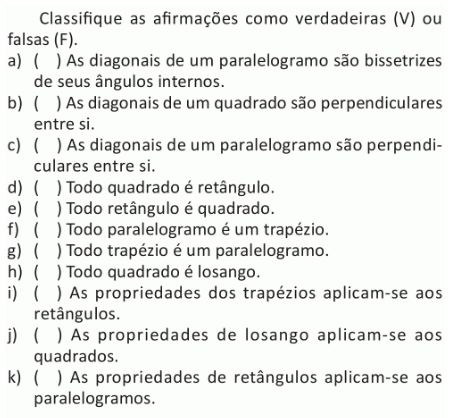 Classifique as afirmações como verdadeiras (V) ou
falsas (F).
a) (   ) As diagonais de um paralelogramo são bissetrizes
de seus ângulos internos.
b) (   ) As diagonais de um quadrado são perpendiculares
entre si.
c) (   ) As diagonais de um paralelogramo são perpendi-
culares entre si.
d) (   ) Todo quadrado é retângulo.
e) (   ) Todo retângulo é quadrado.
f) (   ) Todo paralelogramo é um trapézio.
g) (   ) Todo trapézio é um paralelogramo.
h) (   ) Todo quadrado é losango.
i) (   ) As propriedades dos trapézios aplicam-se aos
retângulos.
j) (   ) As propriedades de losango aplicam-se aos
quadrados.
k) (   ) As propriedades de retângulos aplicam-se aos
paralelogramos.